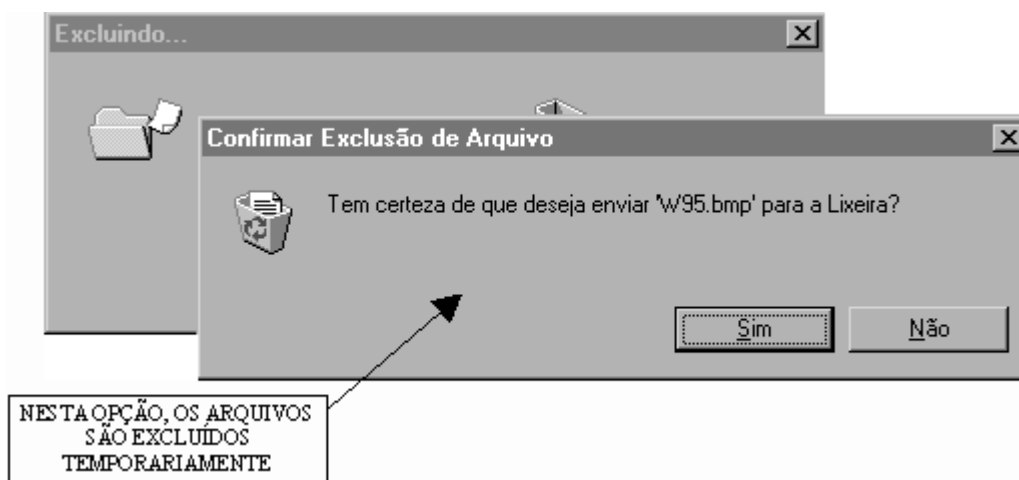 Excluindo...
Confirmar Exclusão de Arquivo
Tem certeza de que deseja enviar 'W95.bmp' para a Lixeira?
Sim
Não
NESTA OPÇÃO, OS ARQUIVOS
SÃO EXCLUÍDOS
TEMPORARIAMENTE